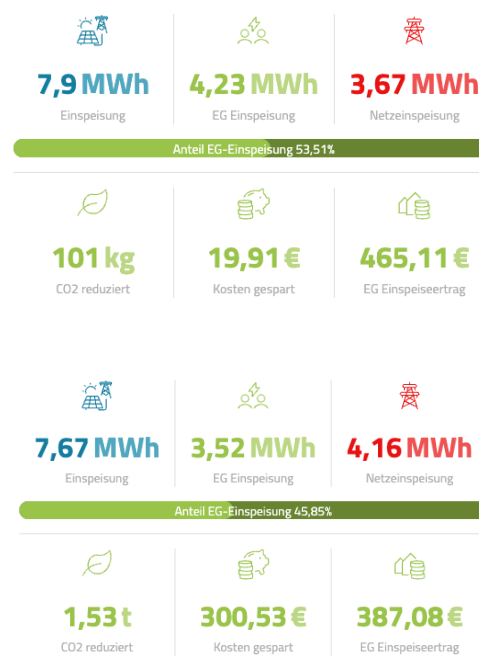 7,9 MWh 4,23 MWh 3,67 MWh
Einspeisung EG Einspeisung Netzeinspeisung
Anteil EG-Einspeisung 53,51%
101 kg 19,91 € 465,11 €
CO2 reduziert Kosten gespart EG Einspeiseertrag
7,67 MWh 3,52 MWh 4,16 MWh
Einspeisung EG Einspeisung Netzeinspeisung
Anteil EG-Einspeisung 45,85%
1,53 t 300,53 € 387,08 €
CO2 reduziert Kosten gespart EG Einspeiseertrag